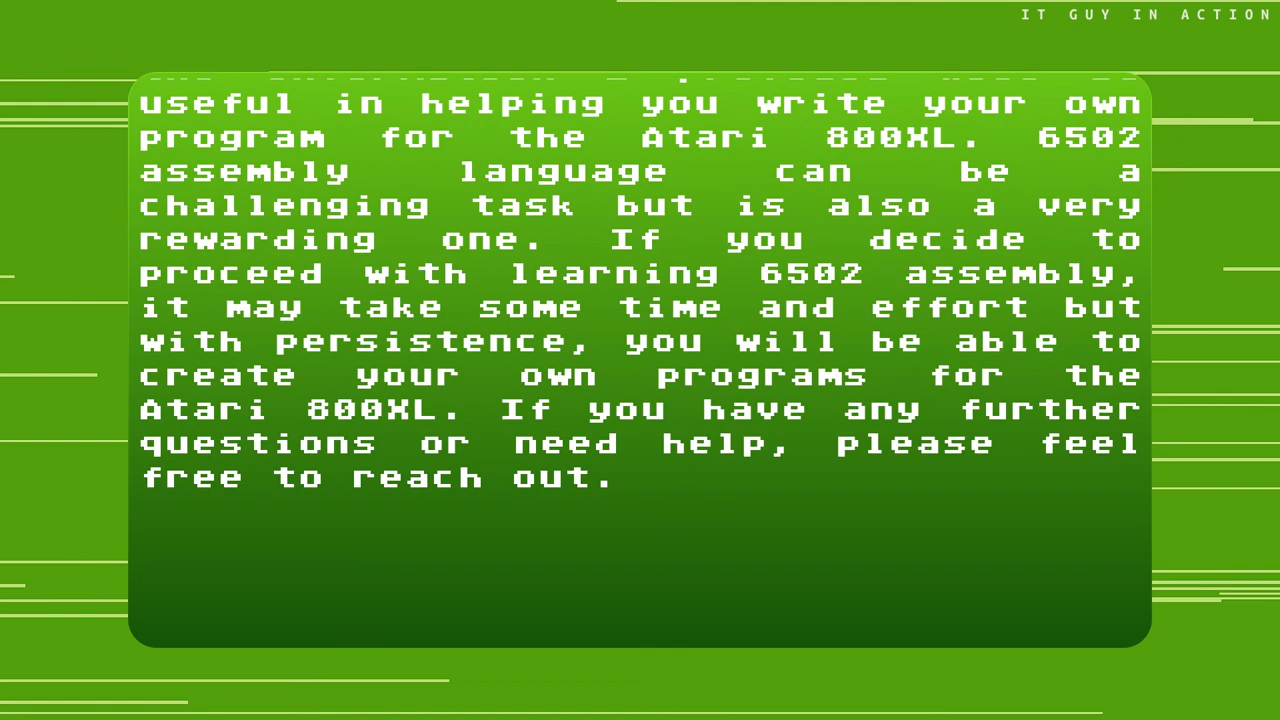 IT GUY IN ACTION
useful in helping you write your own
program for the Atari 800XL. 6502
assembly language can be a
challenging task but is also a very
rewarding one. If you decide to
proceed with learning 6502 assembly,
it may take some time and effort but
with persistence, you will be able to
create your own programs for the
Atari 800XL. If you have any further
questions or need help, please feel
free to reach out.